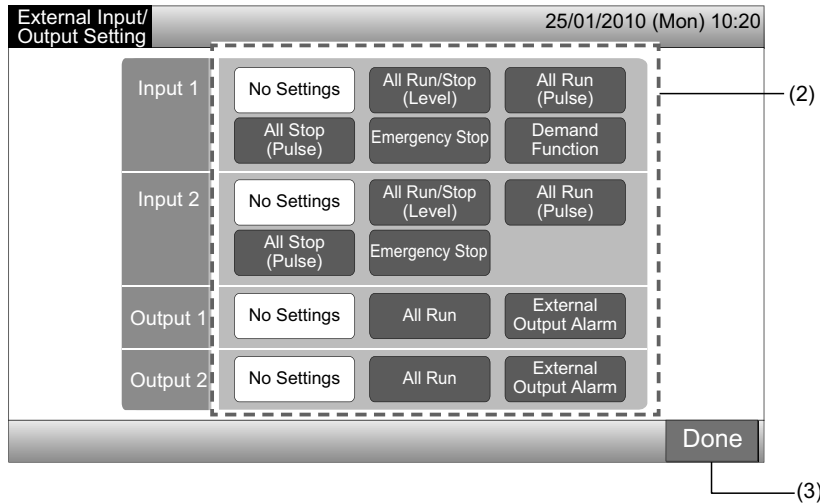 External Input/
Output Setting
25/01/2010 (Mon) 10:20
Input 1
No Settings
All Run/Stop
(Level)
All Run
(Pulse)
All Stop
(Pulse)
Emergency Stop
Demand
Function
(2)
Input 2
No Settings
All Run/Stop
(Level)
All Run
(Pulse)
All Stop
(Pulse)
Emergency Stop
Output 1
No Settings
All Run
External
Output Alarm
Output 2
No Settings
All Run
External
Output Alarm
Done
(3)